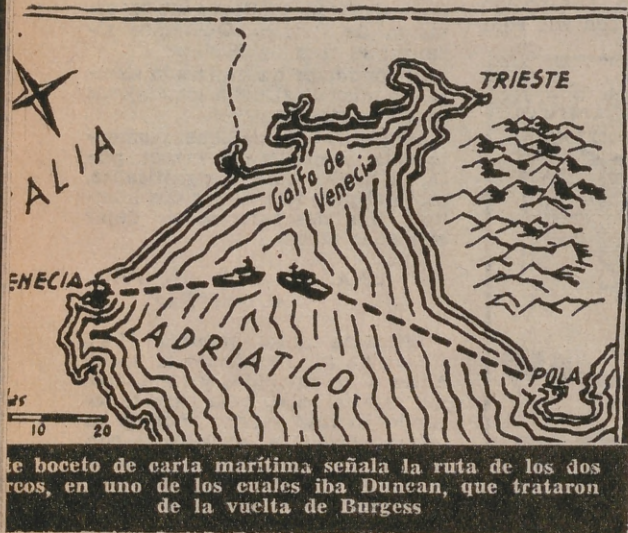 TRIESTE
ALIA
Golfo de
Venecia
ENECIA
ADRIATICO
POLA
las
10 20
te boceto de carta marítima señala la ruta de los dos
rcos, en uno de los cuales iba Duncan, que trataron
de la vuelta de Burgess